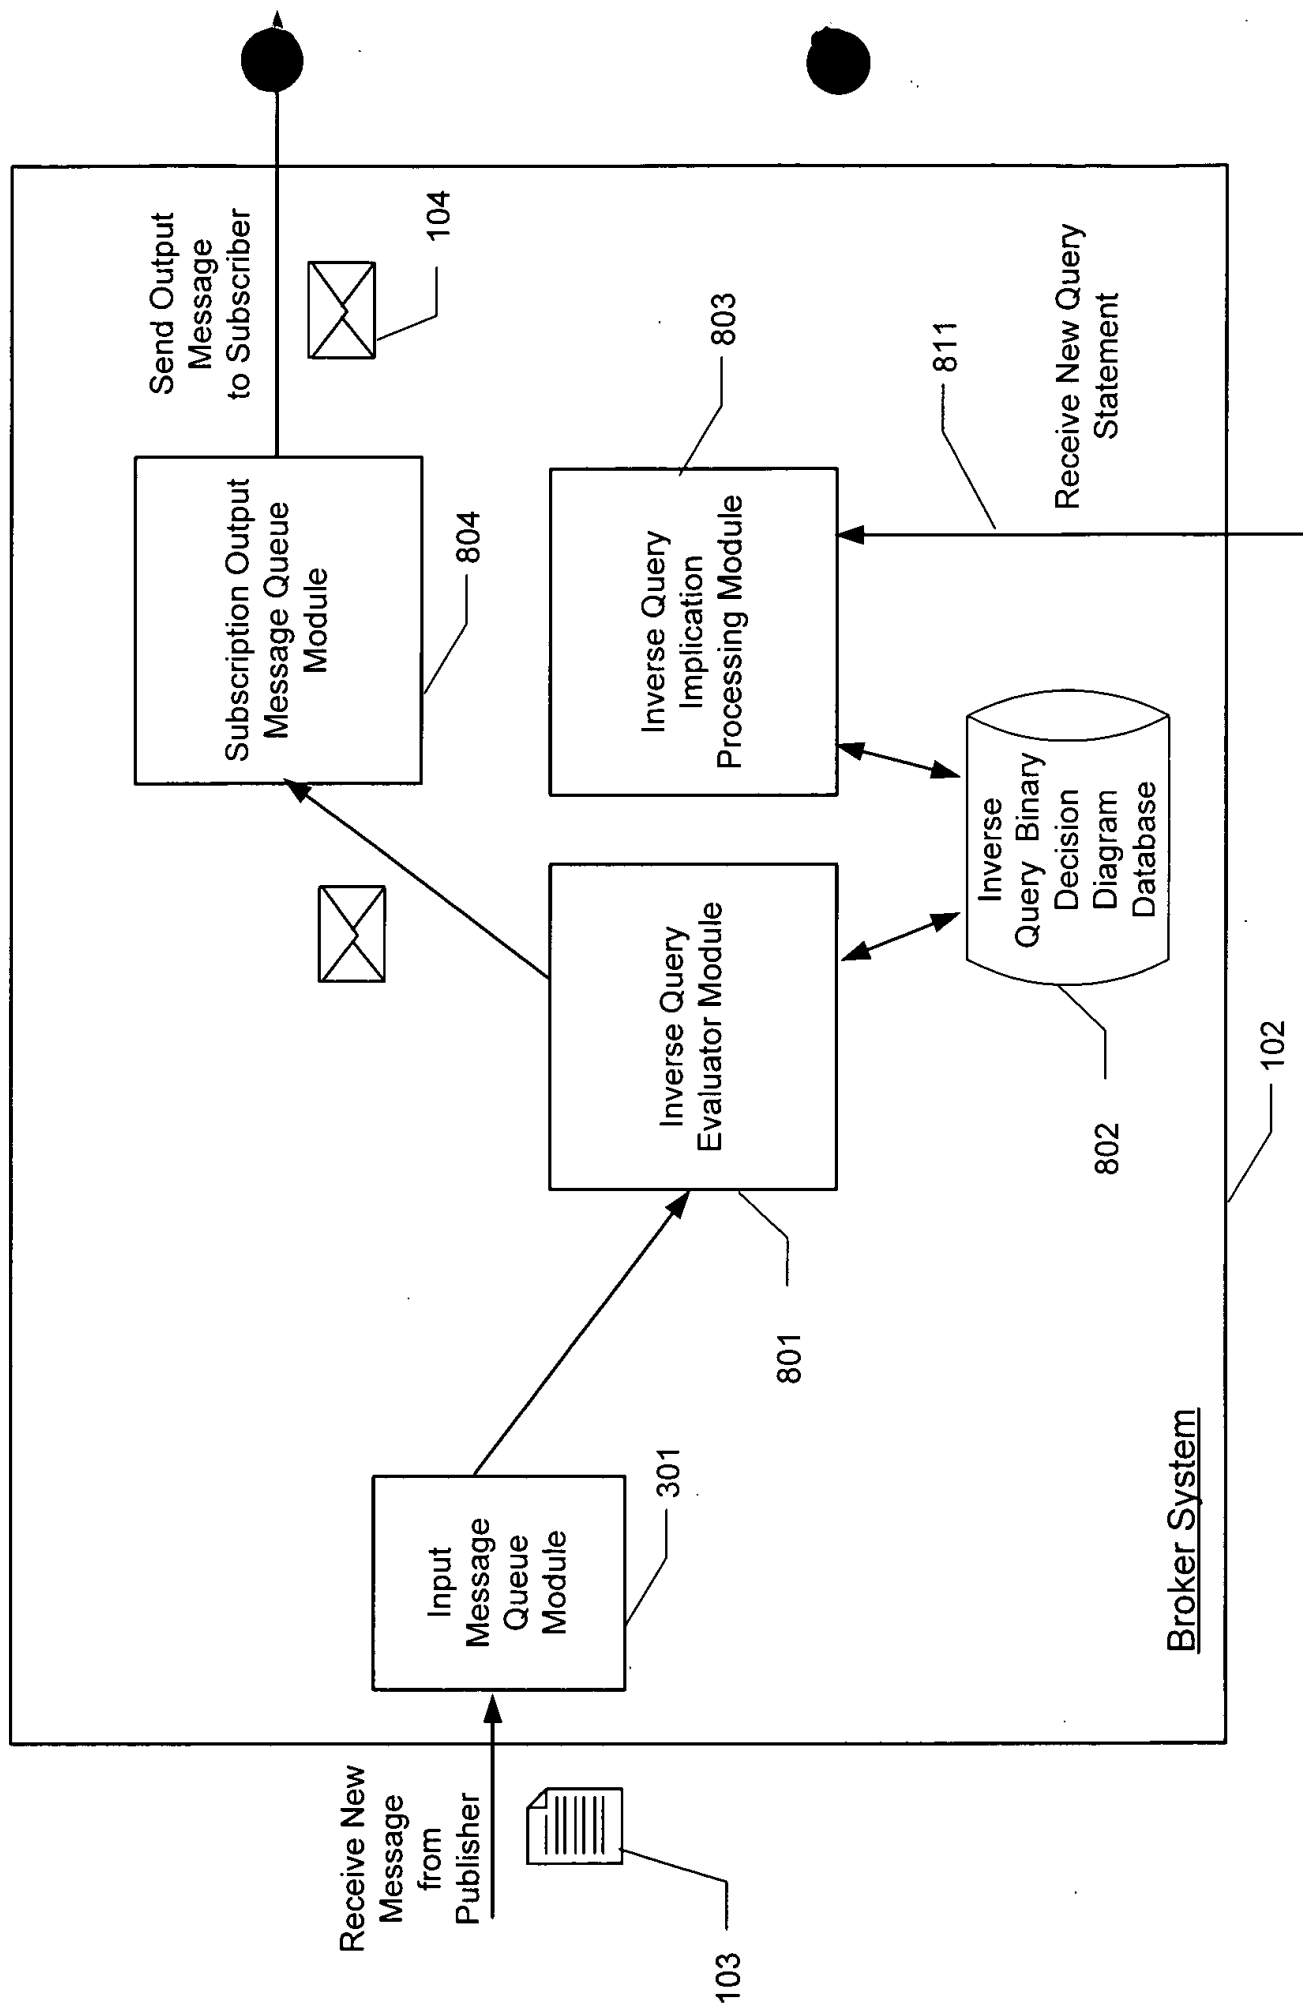 Send Output
Message
to Subscriber
104
Subscription Output
Message Queue
Module
804
Inverse Query
Implication
Processing Module
803
811
Receive New Query
Statement
Inverse Query
Evaluator Module
801
Inverse
Query Binary
Decision
Diagram
Database
802
102
Input
Message
Queue
Module
301
Receive New
Message
from
Publisher
103
Broker System